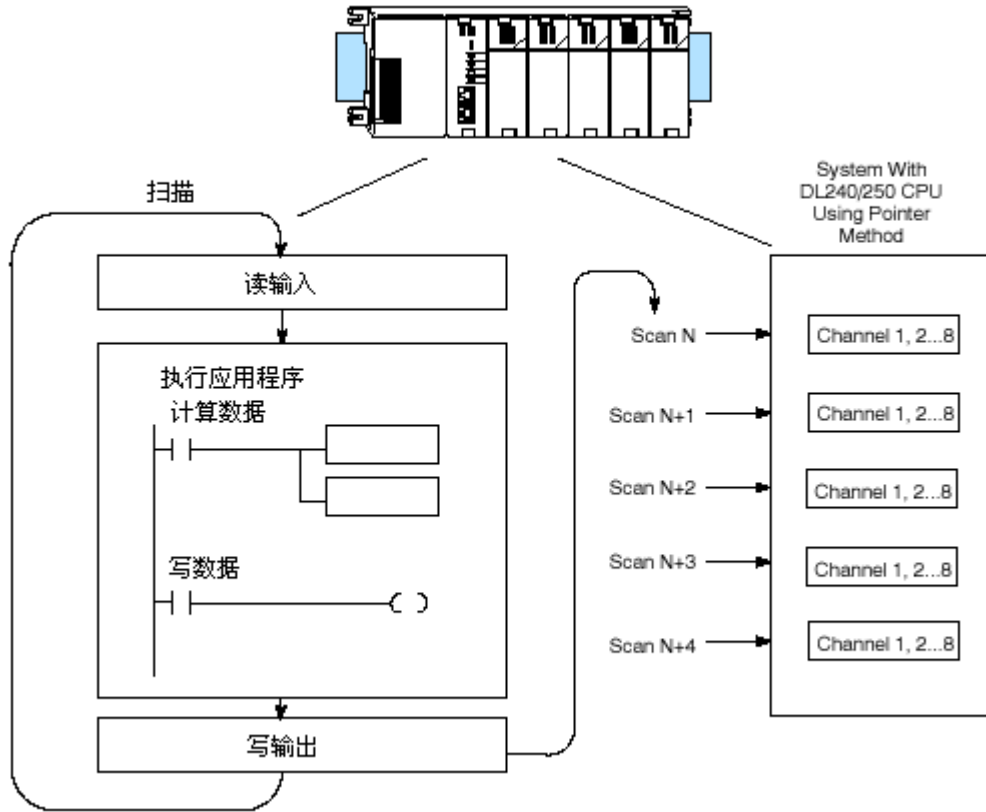 扫描
读输入
执行应用程序
计算数据
写数据
写输出
System With
DL240/250 CPU
Using Pointer
Method
Scan N
Channel 1, 2...8
Scan N+1
Channel 1, 2...8
Scan N+2
Channel 1, 2...8
Scan N+3
Channel 1, 2...8
Scan N+4
Channel 1, 2...8